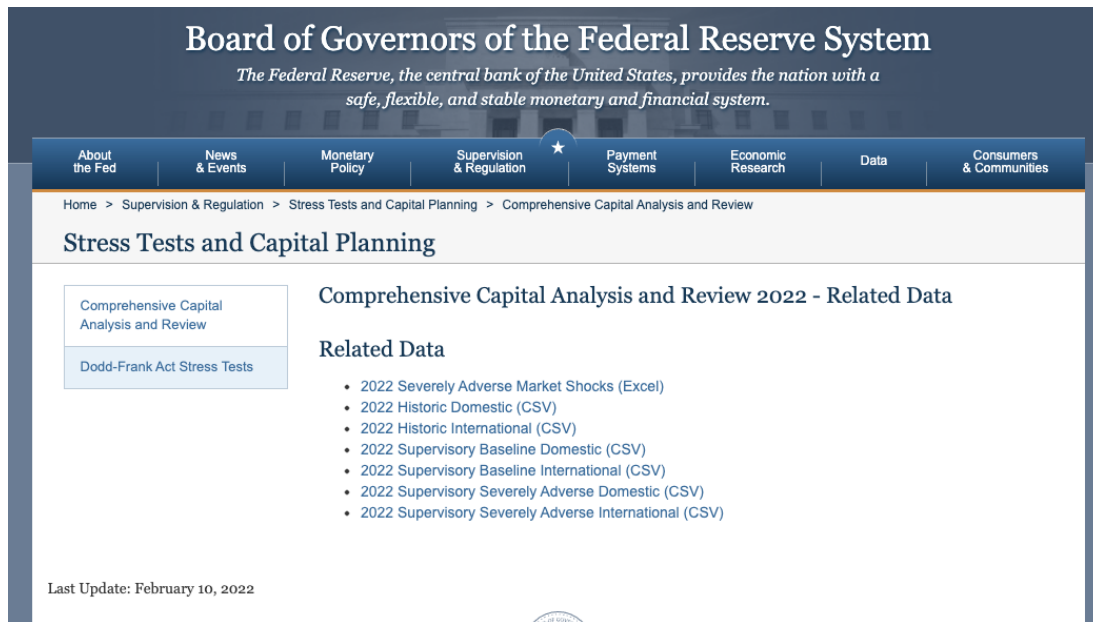 Board of Governors of the Federal Reserve System
The Federal Reserve, the central bank of the United States, provides the nation with a
safe, flexible, and stable monetary and financial system.
About
the Fed
News
& Events
Monetary
Policy
Supervision
& Regulation
Payment
Systems
Economic
Research
Data
Consumers
& Communities
Home > Supervision & Regulation > Stress Tests and Capital Planning > Comprehensive Capital Analysis and Review
Stress Tests and Capital Planning
Comprehensive Capital
Analysis and Review
Dodd-Frank Act Stress Tests
Comprehensive Capital Analysis and Review 2022 - Related Data
Related Data
• 2022 Severely Adverse Market Shocks (Excel)
• 2022 Historic Domestic (CSV)
• 2022 Historic International (CSV)
• 2022 Supervisory Baseline Domestic (CSV)
• 2022 Supervisory Baseline International (CSV)
• 2022 Supervisory Severely Adverse Domestic (CSV)
• 2022 Supervisory Severely Adverse International (CSV)
Last Update: February 10, 2022